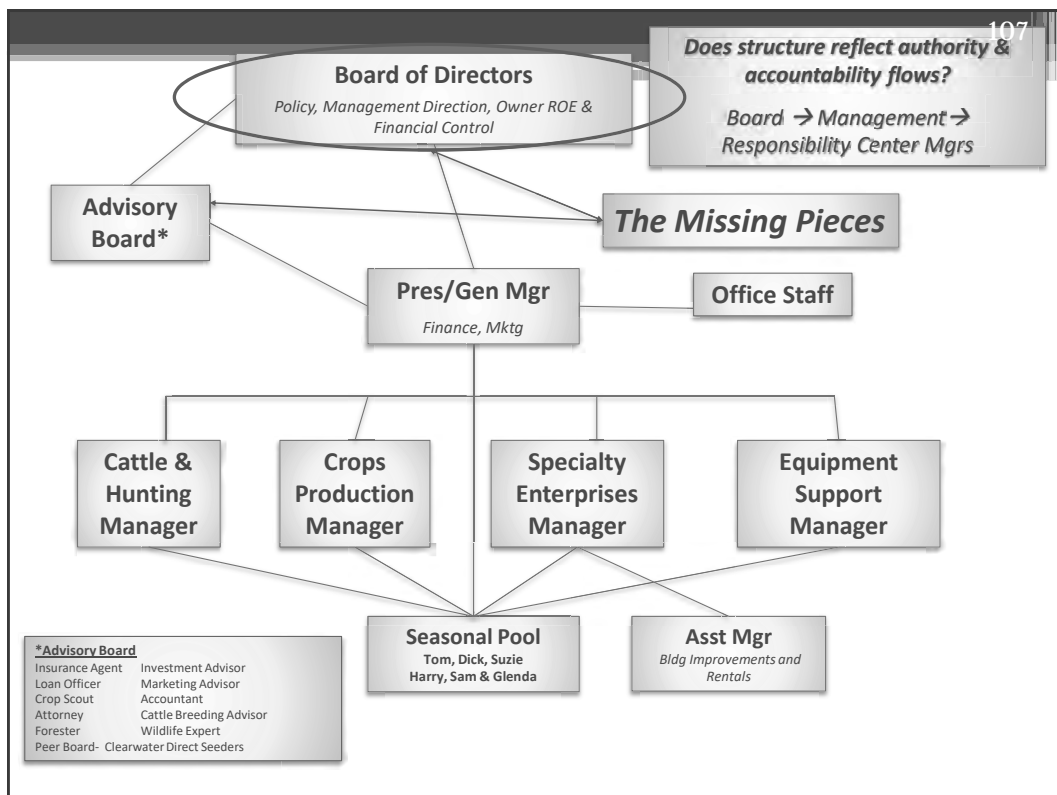 107
Does structure reflect authority &
accountability flows?
Board → Management→
Responsibility Center Mgrs
Board of Directors
Policy, Management Direction, Owner ROE &
Financial Control
Advisory
Board*
The Missing Pieces
Pres/Gen Mgr
Finance, Mktg
Office Staff
Cattle &
Hunting
Manager
Crops
Production
Manager
Specialty
Enterprises
Manager
Equipment
Support
Manager
Seasonal Pool
Tom, Dick, Suzie
Harry, Sam & Glenda
Asst Mgr
Bldg Improvements and
Rentals
*Advisory Board
Insurance Agent Investment Advisor
Loan Officer Marketing Advisor
Crop Scout Accountant
Attorney Cattle Breeding Advisor
Forester Wildlife Expert
Peer Board- Clearwater Direct Seeders